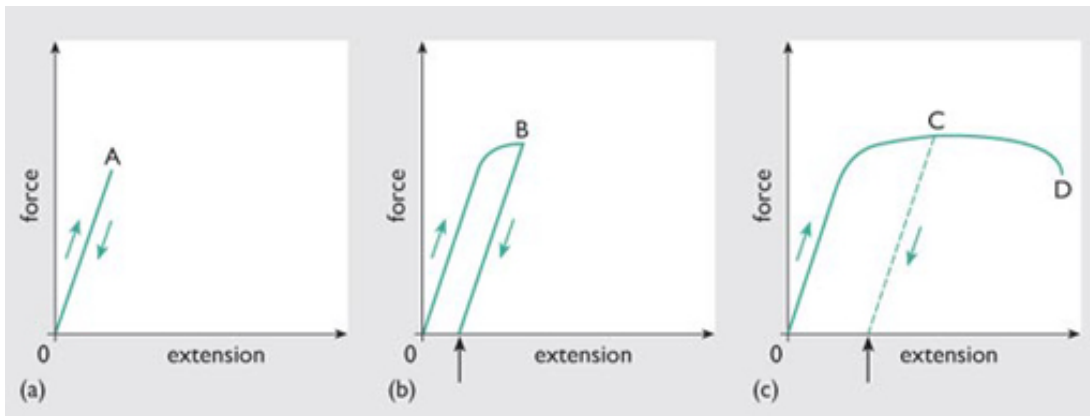 A
force
0
extension
(a)
B
force
0
extension
(b)
C
D
force
0
extension
(c)